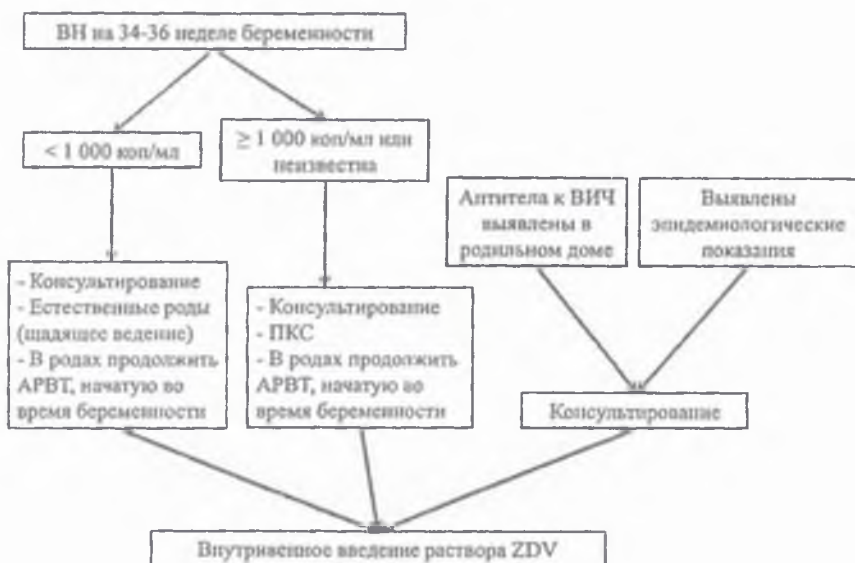 ВН на 34-36 неделе беременности
< 1 000 коп/мл
≥ 1 000 коп/мл или
неизвестна
Антитела к ВИЧ
выявлены в
родильном доме
Выявлены
эпидемиологические
показания
- Консультирование
- Естественные роды
(щадящее ведение)
- В родах продолжить
АРВТ, начатую во
время беременности
- Консультирование
- ПКС
- В родах продолжить
АРВТ, начатую во
время беременности
Консультирование
Внутривенное введение раствора ZDV